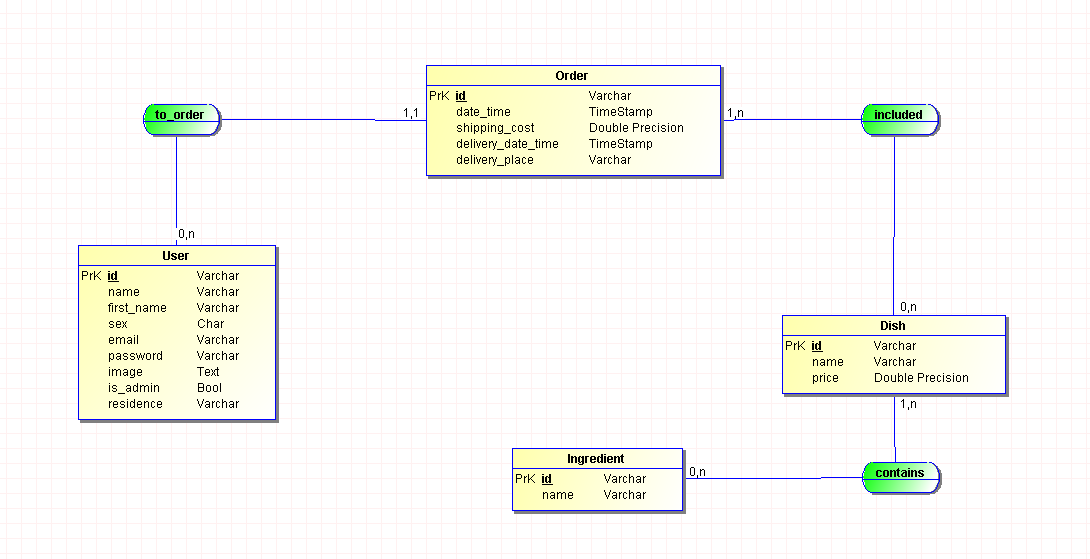 Order
PrK id Varchar
date_time TimeStamp
shipping_cost Double Precision
delivery_date_time TimeStamp
delivery_place Varchar
to_order
1,1
1,n
included
0,n
User
PrK id Varchar
name Varchar
first_name Varchar
sex Char
email Varchar
password Varchar
image Text
is_admin Bool
residence Varchar
0,n
Dish
PrK id Varchar
name Varchar
price Double Precision
1,n
Ingredient
PrK id Varchar
name Varchar
0,n
contains